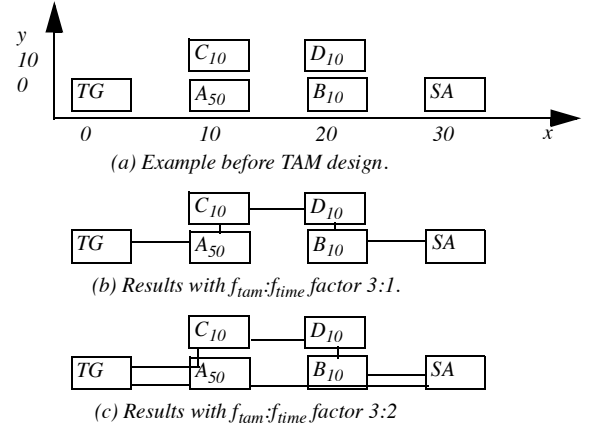 y
10
0
C10 D10
TG A50 B10 SA
0 10 20 30 x
(a) Example before TAM design.
C10 D10
TG A50 B10 SA
(b) Results with ftam:ftime factor 3:1.
C10 D10
TG A50 B10 SA
(c) Results with ftam:ftime factor 3:2